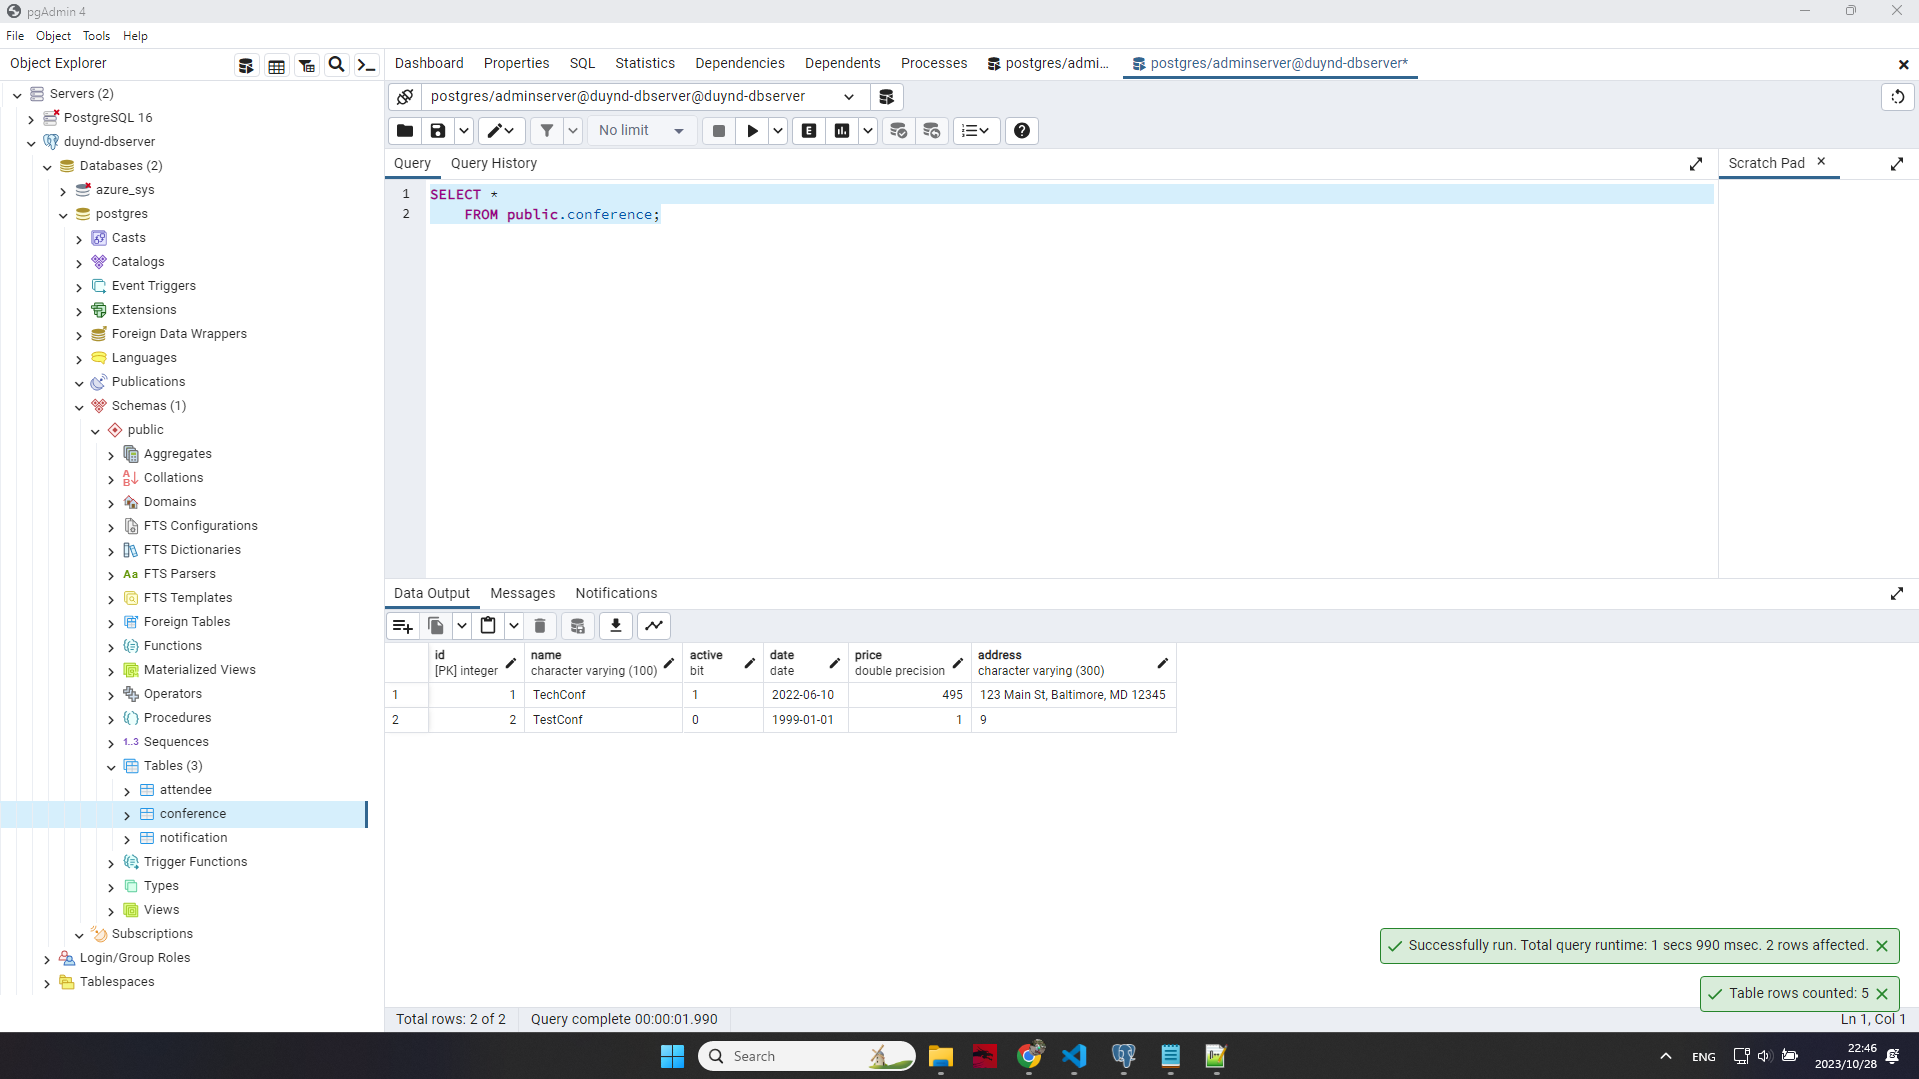 pgAdmin 4
File Object Tools Help
Object Explorer
Dashboard Properties SQL Statistics Dependencies Dependents Processes postgres/admi... postgres/adminserver@duynd-dbserver*
Servers (2)
PostgreSQL 16
duynd-dbserver
Databases (2)
azure_sys
postgres
Casts
Catalogs
Event Triggers
Extensions
Foreign Data Wrappers
Languages
Publications
Schemas (1)
public
Aggregates
Collations
Domains
FTS Configurations
FTS Dictionaries
Aa FTS Parsers
FTS Templates
Foreign Tables
Functions
Materialized Views
Operators
Procedures
1..3 Sequences
Tables (3)
attendee
conference
notification
Trigger Functions
Types
Views
Subscriptions
Login/Group Roles
Tablespaces
postgres/adminserver@duynd-dbserver@duynd-dbserver
No limit
E
Query Query History
Scratch Pad
1 SELECT *
2 FROM public.conference;
Data Output Messages Notifications
id name active date price address
[PK] integer character varying (100) bit date double precision character varying (300)
1 1 TechConf 1 2022-06-10 495 123 Main St, Baltimore, MD 12345
2 2 TestConf 0 1999-01-01 1 9
Successfully run. Total query runtime: 1 secs 990 msec. 2 rows affected.
Table rows counted: 5
Total rows: 2 of 2 Query complete 00:00:01.990
Ln 1, Col 1
Search
ENG
22:46
2023/10/28